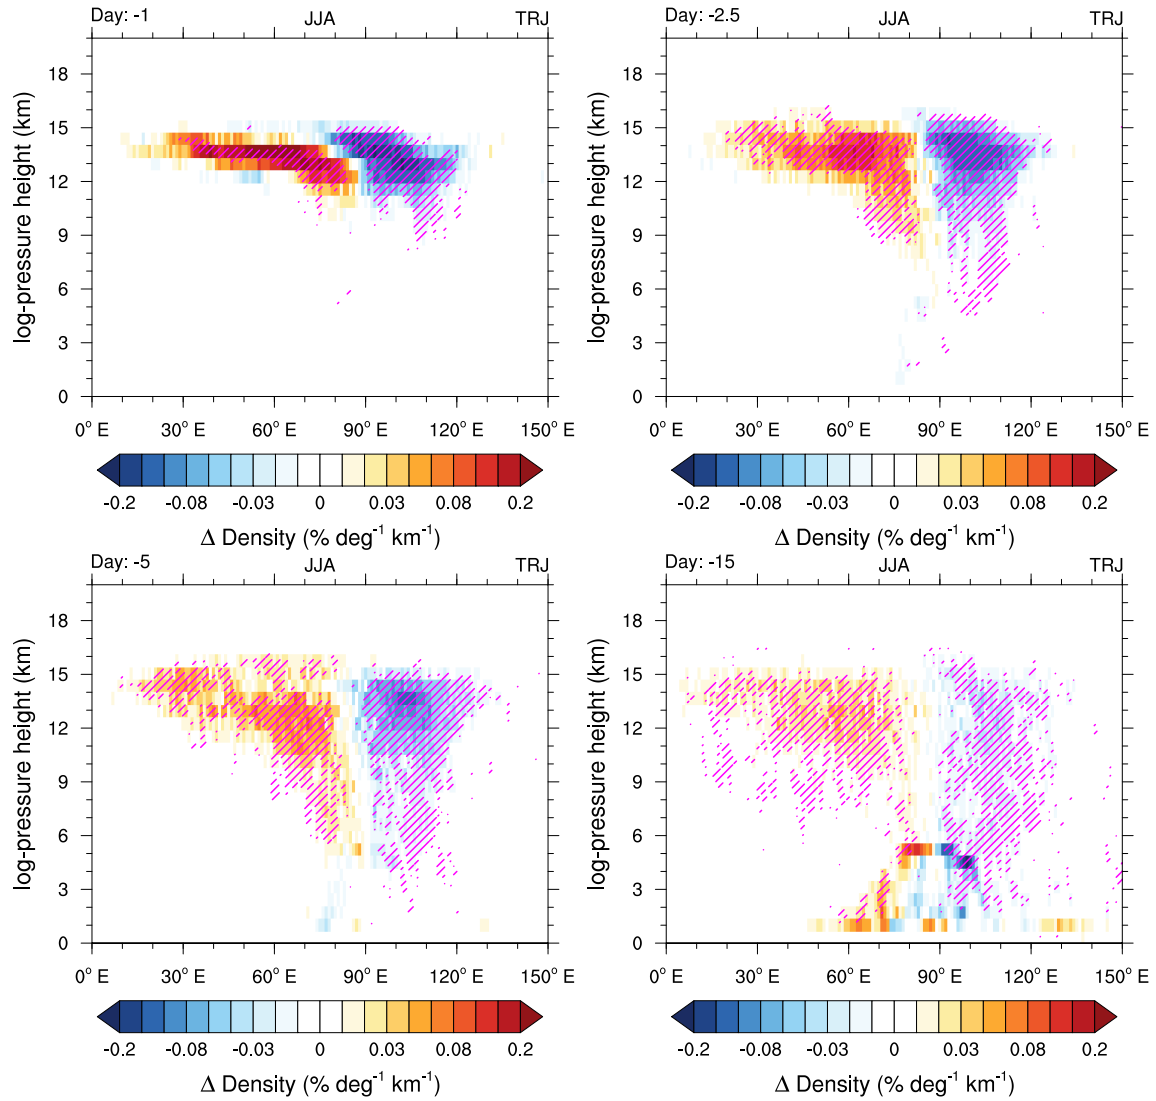 Day: -1 JJA TRJ
log-pressure height (km)
18
15
12
9
6
3
0
0° E 30° E 60° E 90° E 120° E 150° E
-0.2 -0.08 -0.03 0 0.03 0.08 0.2
Δ Density (% deg⁻¹ km⁻¹)
Day: -2.5 JJA TRJ
log-pressure height (km)
18
15
12
9
6
3
0
0° E 30° E 60° E 90° E 120° E 150° E
-0.2 -0.08 -0.03 0 0.03 0.08 0.2
Δ Density (% deg⁻¹ km⁻¹)
Day: -5 JJA TRJ
log-pressure height (km)
18
15
12
9
6
3
0
0° E 30° E 60° E 90° E 120° E 150° E
-0.2 -0.08 -0.03 0 0.03 0.08 0.2
Δ Density (% deg⁻¹ km⁻¹)
Day: -15 JJA TRJ
log-pressure height (km)
18
15
12
9
6
3
0
0° E 30° E 60° E 90° E 120° E 150° E
-0.2 -0.08 -0.03 0 0.03 0.08 0.2
Δ Density (% deg⁻¹ km⁻¹)